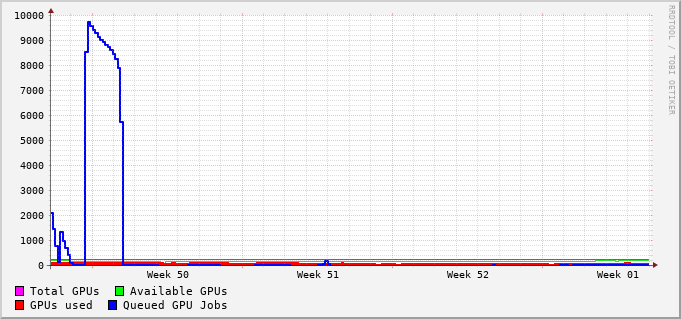 10000
9000
8000
7000
6000
5000
4000
3000
2000
1000
0
Week 50 Week 51 Week 52 Week 01
Total GPUs Available GPUs
GPUs used Queued GPU Jobs
RRDTOOL / TOBI OETIKER